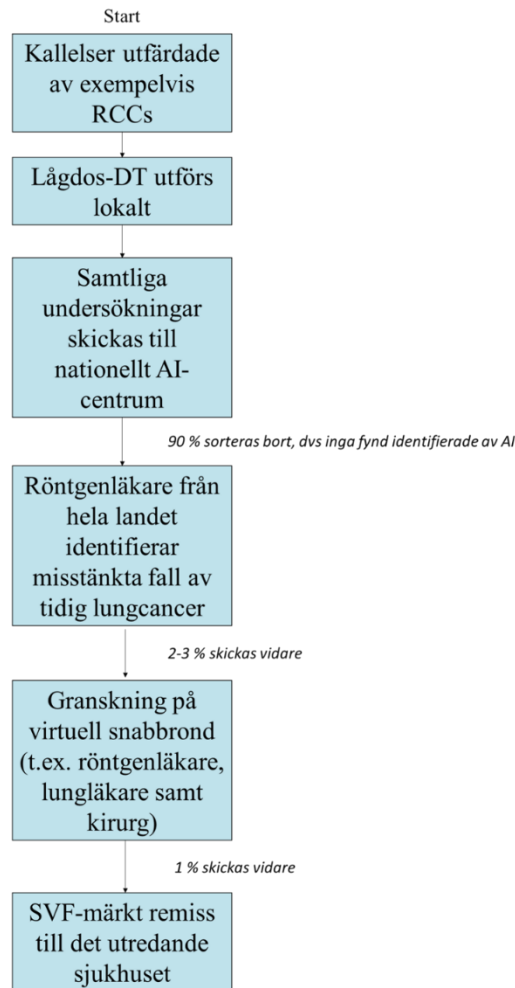 Start
Kallelser utfärdade
av exempelvis
RCCs
Lågdos-DT utförs
lokalt
Samtliga
undersökningar
skickas till
nationellt AI-
centrum
90 % sorteras bort, dvs inga fynd identifierade av AI
Röntgenläkare från
hela landet
identifierar
misstänkta fall av
tidig lungcancer
2-3 % skickas vidare
Granskning på
virtuell snabbrond
(t.ex. röntgenläkare,
lungläkare samt
kirurg)
1 % skickas vidare
SVF-märkt remiss
till det utredande
sjukhuset